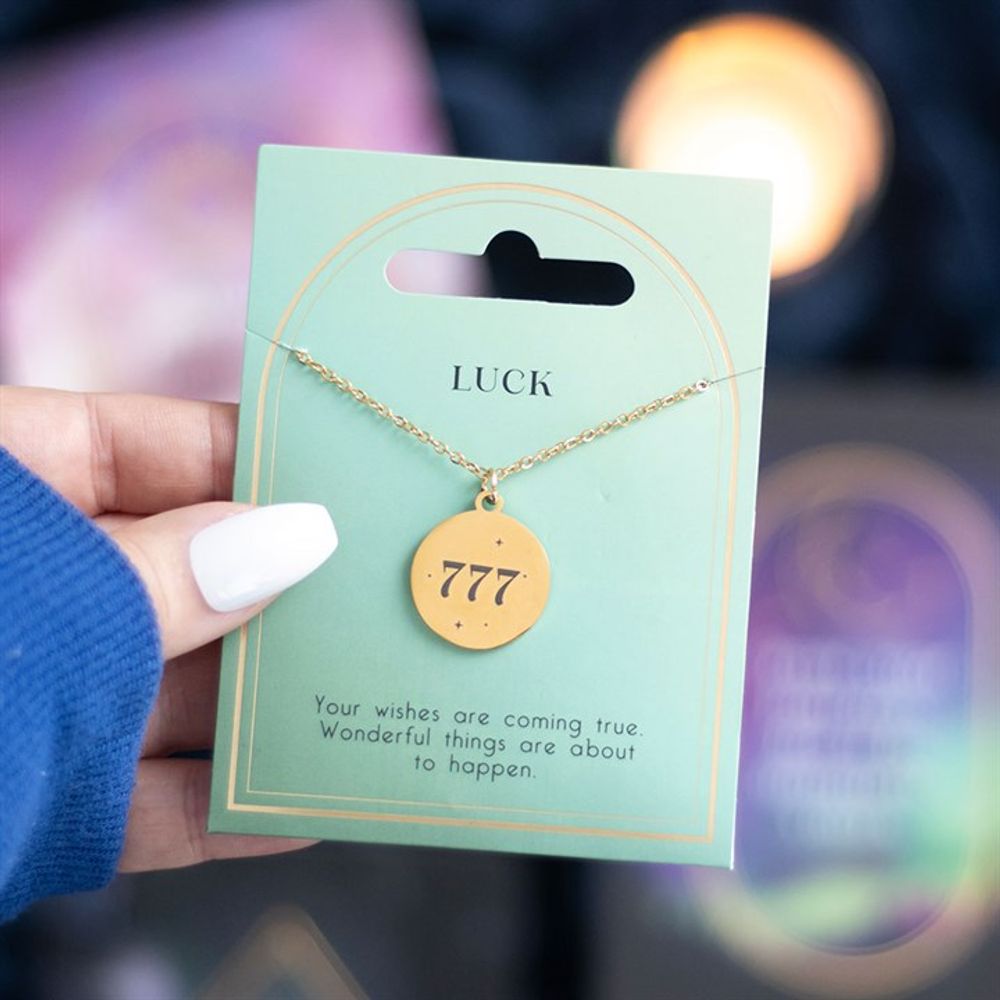 LUCK
777
Your wishes are coming true.
Wonderful things are about
to happen.